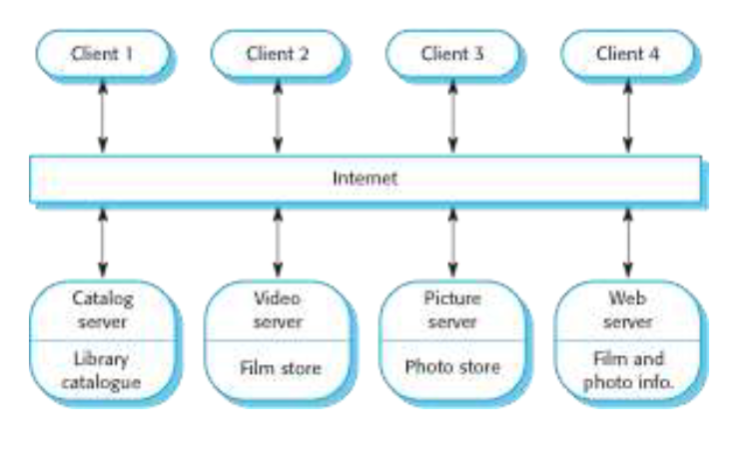 Client 1
Client 2
Client 3
Client 4
Internet
Catalog
server
Library
catalogue
Video
server
Film store
Picture
server
Photo store
Web
server
Film and
photo info.